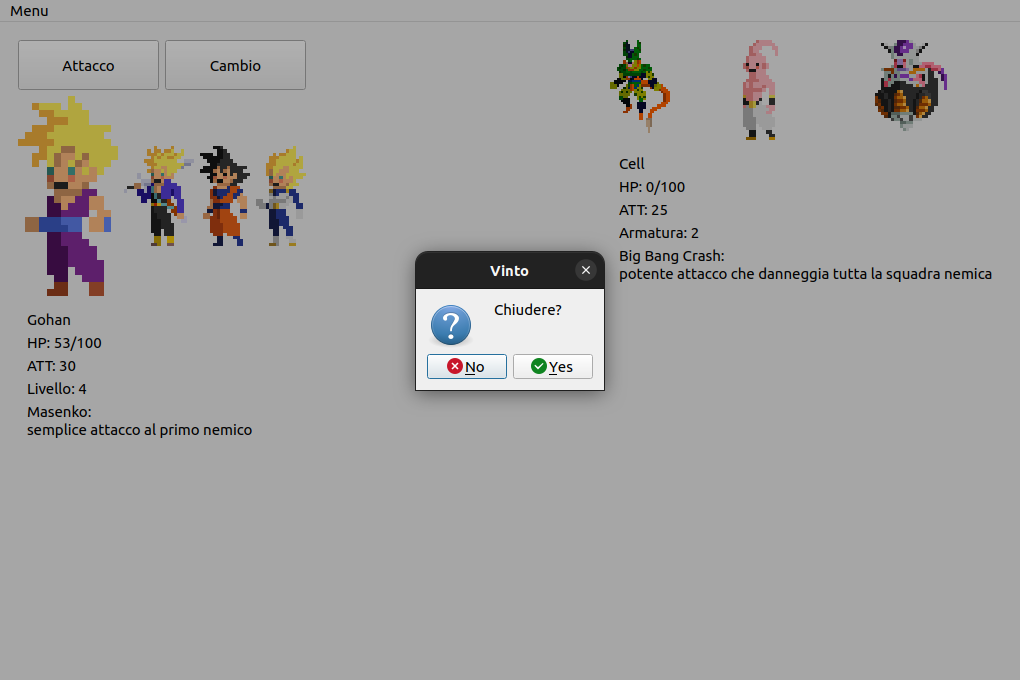 Menu
Attacco
Cambio
Gohan
HP: 53/100
ATT: 30
Livello: 4
Masenko:
semplice attacco al primo nemico
Cell
HP: 0/100
ATT: 25
Armatura: 2
Big Bang Crash:
potente attacco che danneggia tutta la squadra nemica
Vinto
Chiudere?
No
Yes